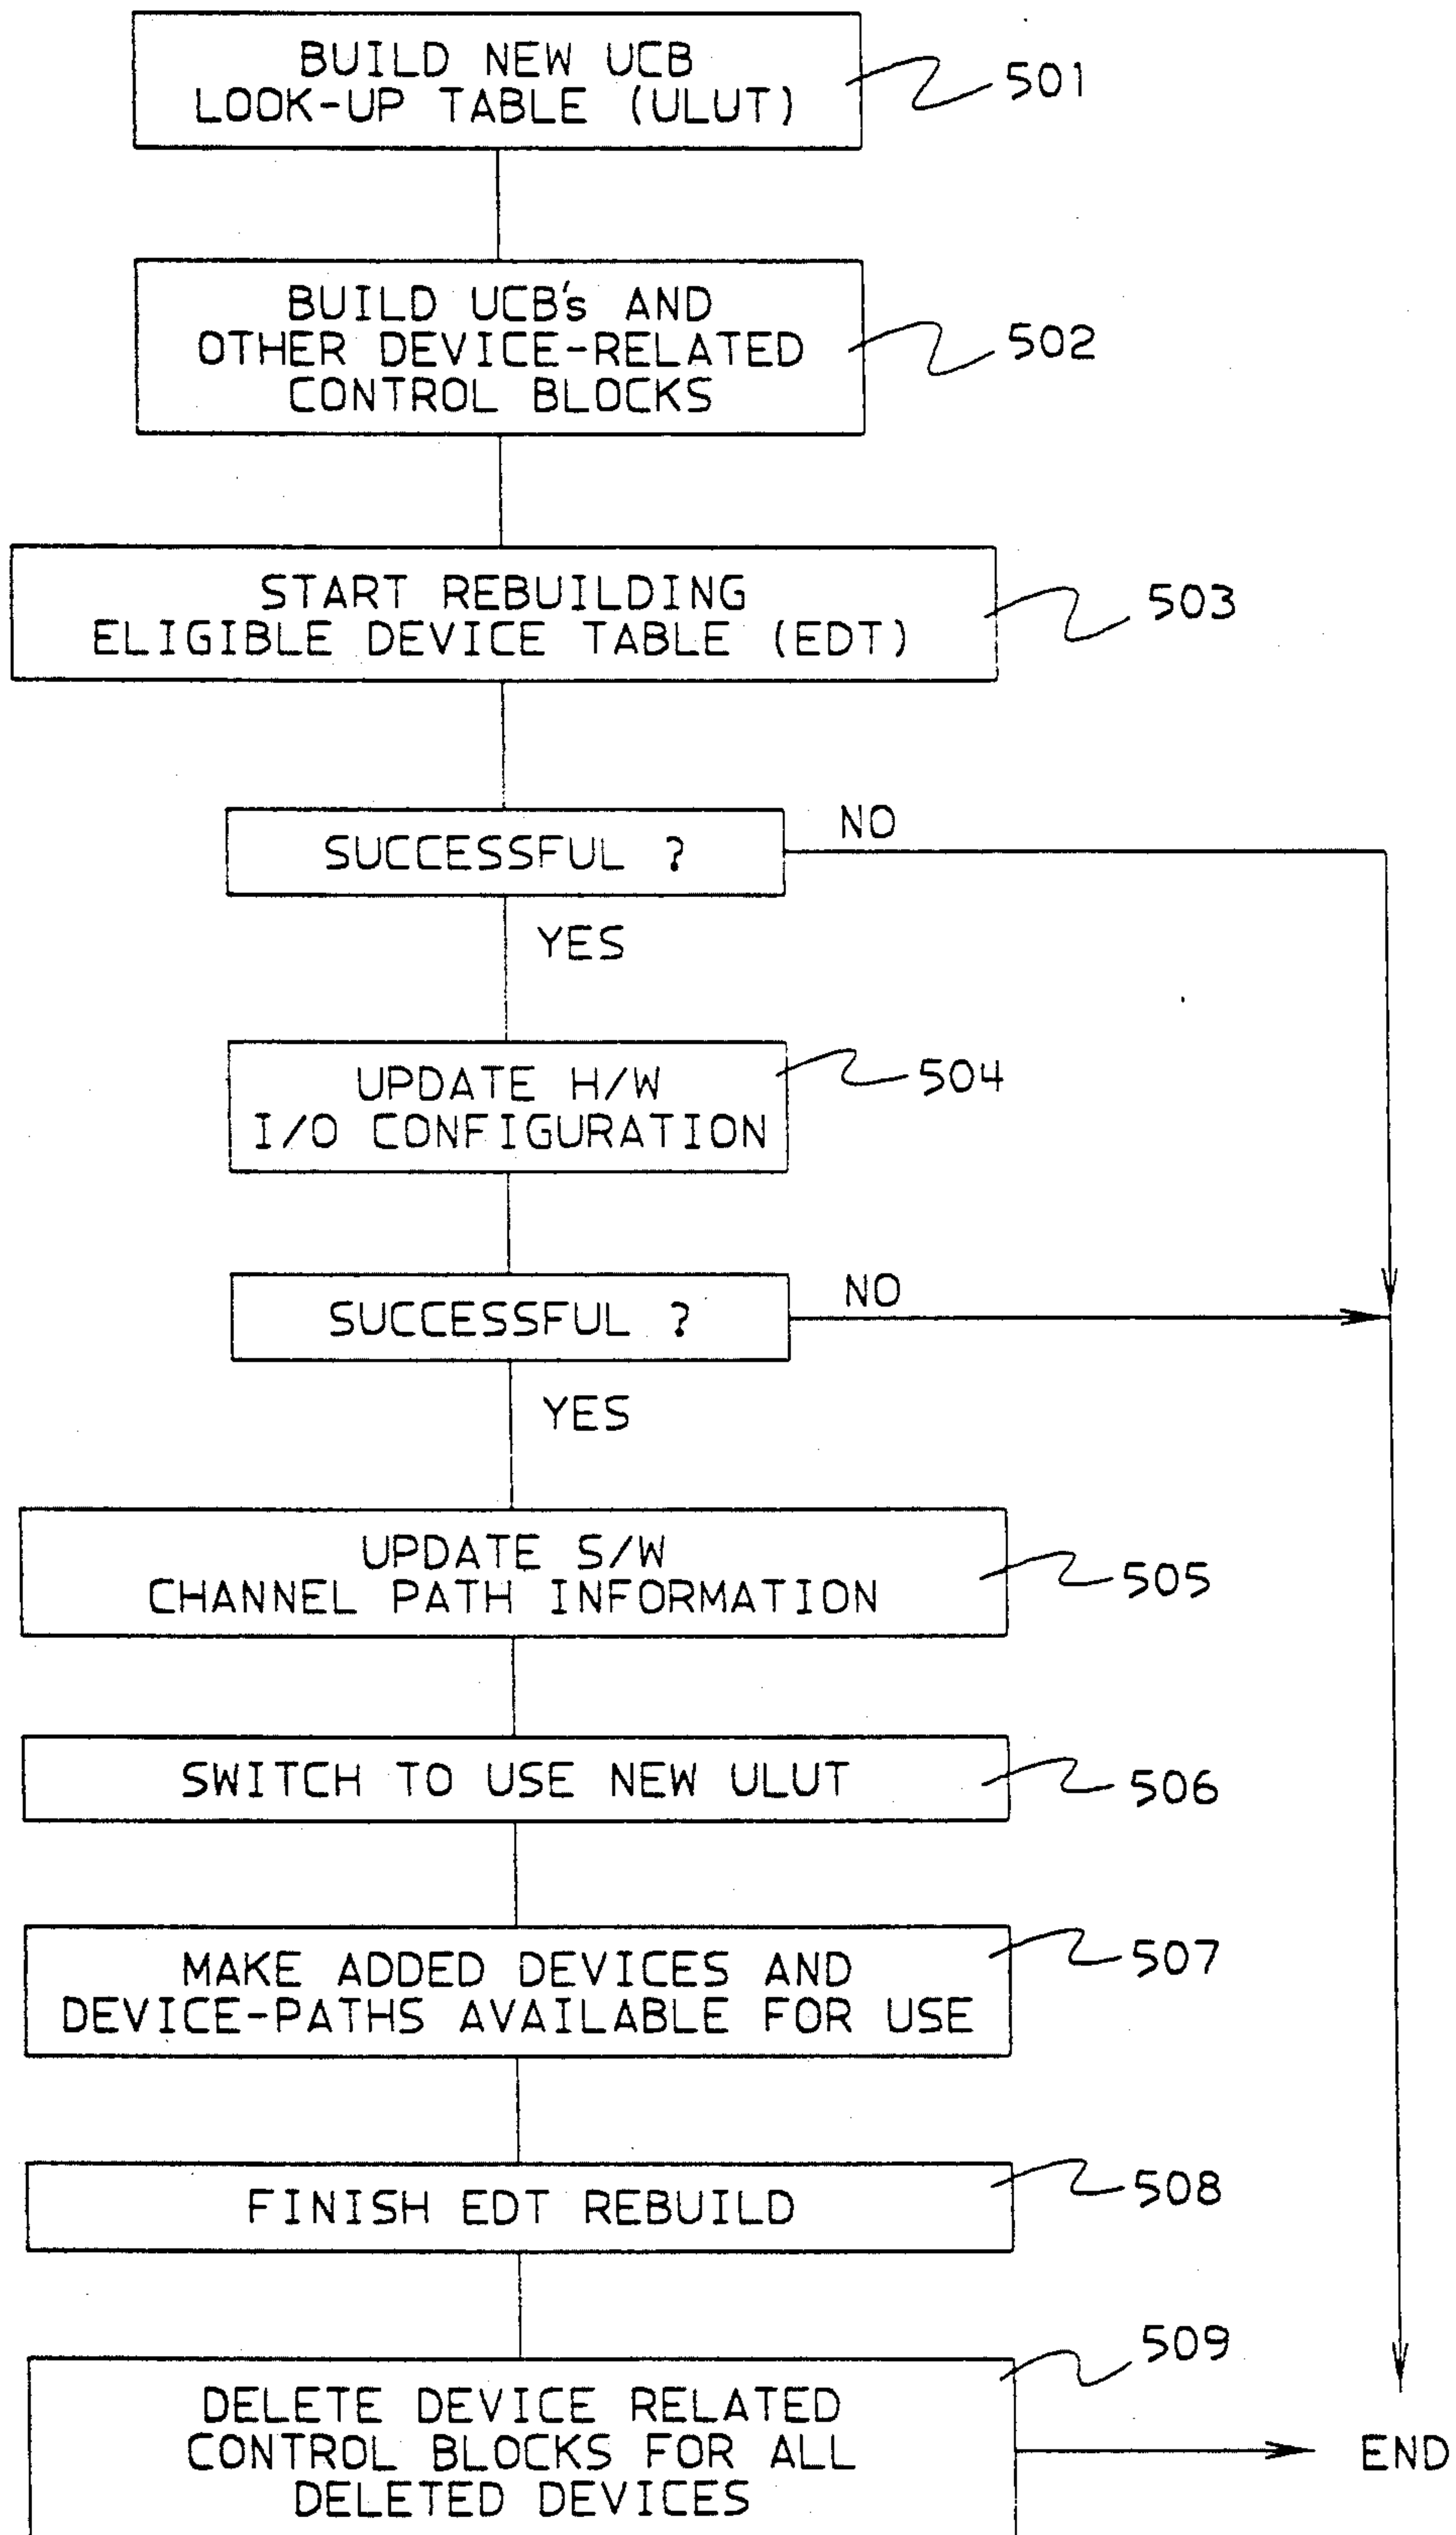 BUILD NEW UCB
LOOK-UP TABLE (ULUT)
501
BUILD UCB's AND
OTHER DEVICE-RELATED
CONTROL BLOCKS
502
START REBUILDING
ELIGIBLE DEVICE TABLE (EDT)
503
SUCCESSFUL ?
NO
YES
UPDATE H/W
I/O CONFIGURATION
504
SUCCESSFUL ?
NO
YES
UPDATE S/W
CHANNEL PATH INFORMATION
505
SWITCH TO USE NEW ULUT
506
MAKE ADDED DEVICES AND
DEVICE-PATHS AVAILABLE FOR USE
507
FINISH EDT REBUILD
508
509
DELETE DEVICE RELATED
CONTROL BLOCKS FOR ALL
DELETED DEVICES
END